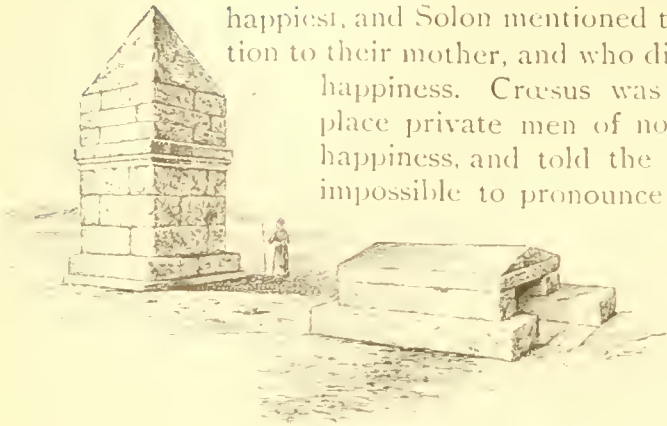 happiest, and Solon mentioned t
tion to their mother, and who di
happiness. Crœsus was
place private men of no
happiness, and told the
impossible to pronounce